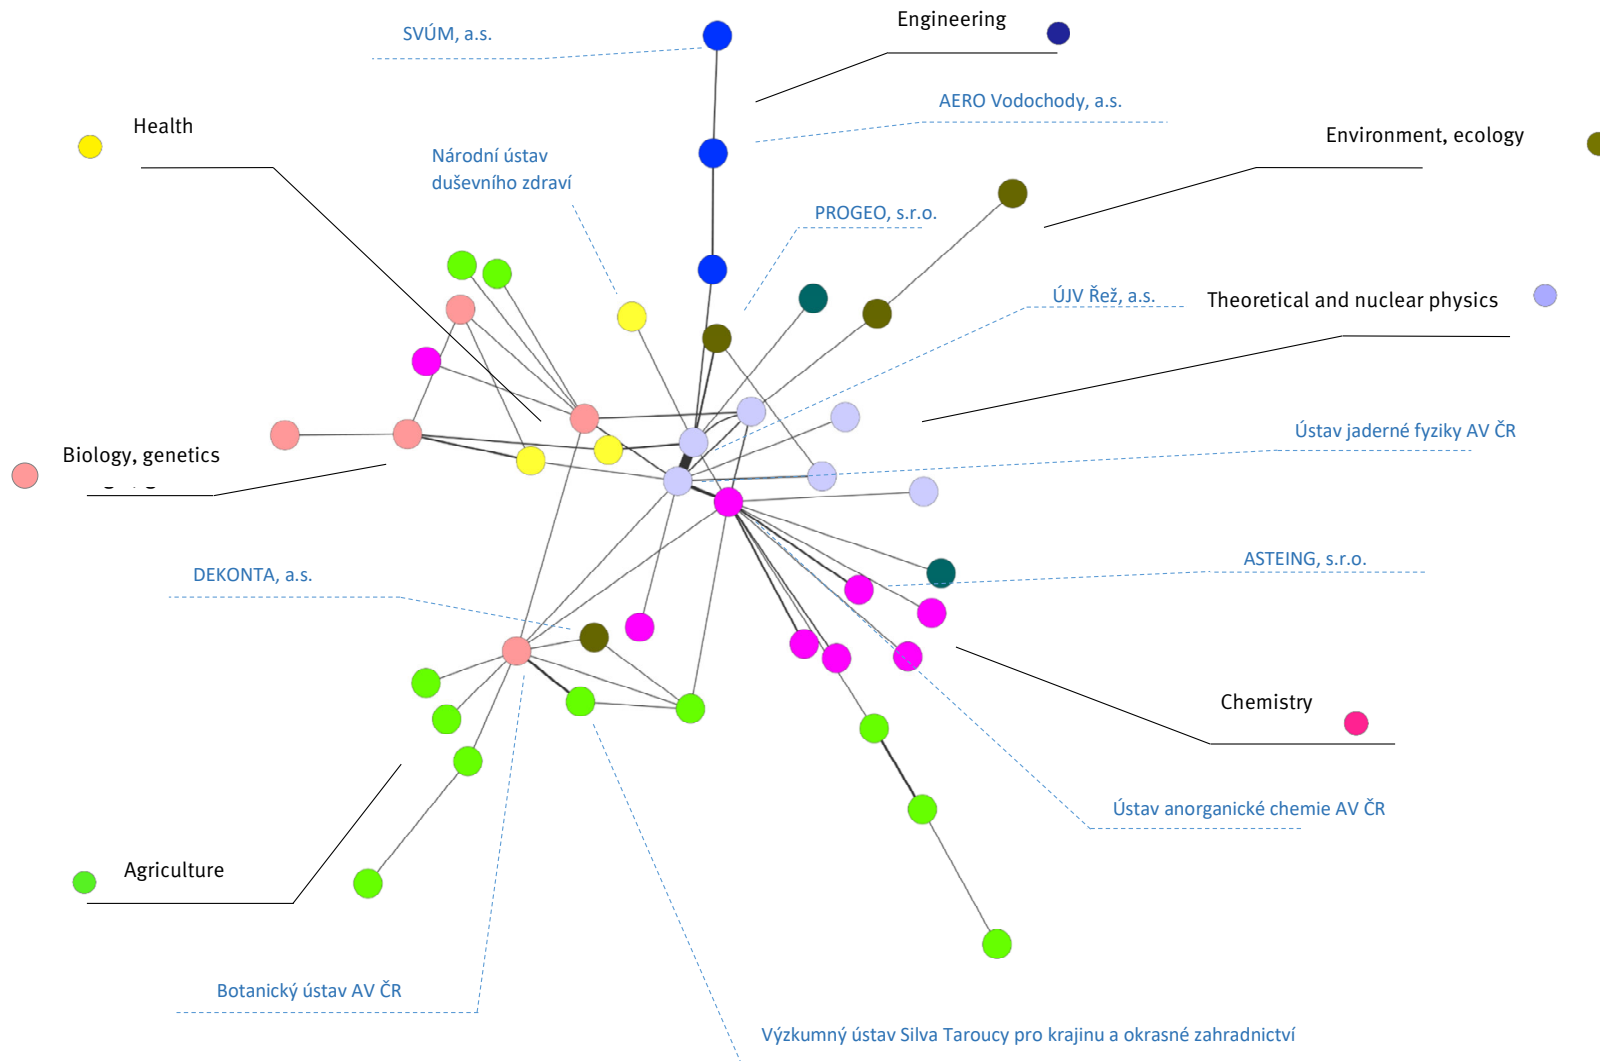 Engineering
SVÚM, a.s.
AERO Vodochody, a.s.
Health
Environment, ecology
Národní ústav
duševního zdraví
PROGEO, s.r.o.
ÚJV Řež, a.s.
Theoretical and nuclear physics
Ústav jaderné fyziky AV ČR
Biology, genetics
ASTEING, s.r.o.
DEKONTA, a.s.
Chemistry
Ústav anorganické chemie AV ČR
Agriculture
Botanický ústav AV ČR
Výzkumný ústav Silva Taroucy pro krajinu a okrasné zahradnictví